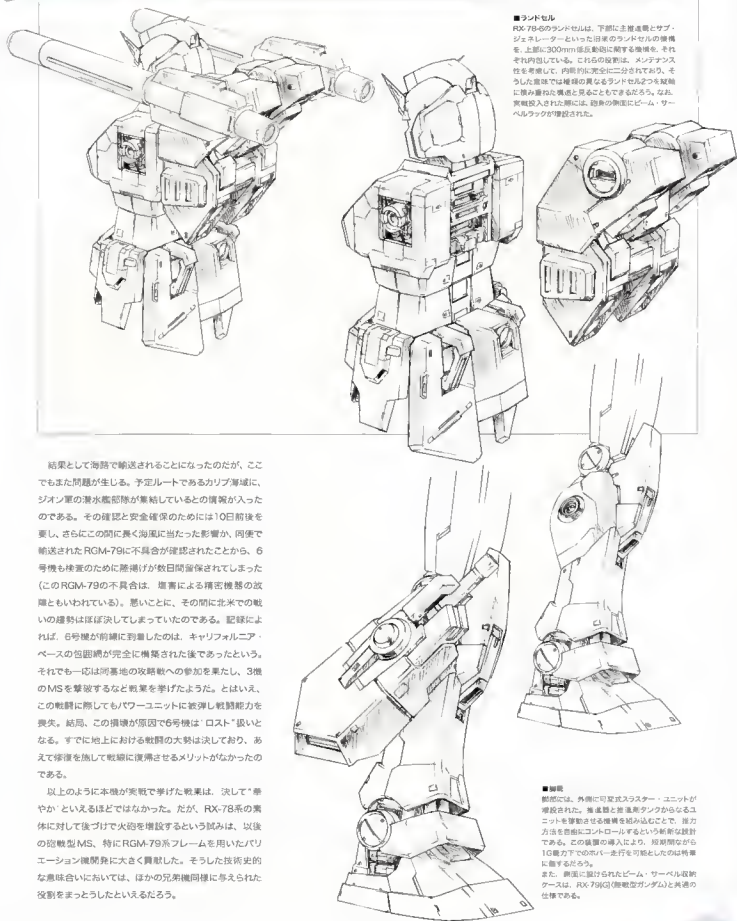 ■ランドセル
RX-78-6のランドセルは、下部に主推進器とサブ・
ジェネレーターといった旧来のランドセルの機構
を、上部に300mm低反動砲に関する機構を、それ
ぞれ内包している。これらの役割は、メンテナンス
性を考慮して、内部的に完全に二分されており、そ
うした意味では種類の異なるランドセル2つを縦軸
に積み重ねた構造と見ることもできるだろう。なお、
実戦投入された際には、砲身の側面にビーム・サー
ベルラックが増設された。
　結果として海路で輸送されることになったのだが、ここ
でもまた問題が生じる。予定ルートであるカリブ海域に、
ジオン軍の潜水艦部隊が集結しているとの情報が入った
のである。その確認と安全確保のためには10日前後を
要し、さらにこの間に長く海風に当たった影響か、同便で
輸送されたRGM-79に不具合が確認されたことから、6
号機も検査のために陸揚げが数日間留保されてしまった
(このRGM-79の不具合は、塩害による精密機器の故
障ともいわれている)。悪いことに、その間に北米での戦
いの趨勢はほぼ決してしまっていたのである。記録によ
れば、6号機が前線に到着したのは、キャリフォルニア・
ベースの包囲網が完全に構築された後であったという。
それでも一応は同基地の攻略戦への参加を果たし、3機
のMSを撃破するなど戦果を挙げたようだ。とはいえ、こ
の戦闘に際してもパワーユニットに被弾し戦闘能力を
喪失。結局、この損壊が原因で6号機は"ロスト"扱いと
なる。すでに地上における戦闘の大勢は決しており、あ
えて修復を施して戦線に復帰させるメリットがなかったの
である。
　以上のように本機が実戦で挙げた戦果は、決して"華
やか"といえるほどではなかった。だが、RX-78系の素
体に対して後づけで火砲を増設するという試みは、以後
の砲戦型MS、特にRGM-79系フレームを用いたバリ
エーション機開発に大きく貢献した。そうした技術史的
な意味合いにおいては、ほかの兄弟機同様に与えられた
役割をまっとうしたといえるだろう。
■脚部
脚部には、外側に可変式スラスター・ユニットが
増設された。推進器と推進剤タンクからなるユ
ニットを稼動させる機構を組み込むことで、推力
方法を自由にコントロールするという斬新な設計
である。この装備の導入により、短期間ながら
1G重力下でのホバー走行を可能としたのは特筆
に値するだろう。
また、側面に設けられたビーム・サーベル収納
ケースは、RX-79[G](陸戦型ガンダム)と共通の
仕様である。